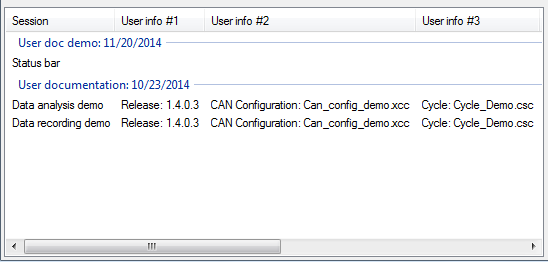 Session User info #1 User info #2 User info #3
User doc demo: 11/20/2014
Status bar
User documentation: 10/23/2014
Data analysis demo Release: 1.4.0.3 CAN Configuration: Can_config_demo.xcc Cycle: Cycle_Demo.csc
Data recording demo Release: 1.4.0.3 CAN Configuration: Can_config_demo.xcc Cycle: Cycle_Demo.csc